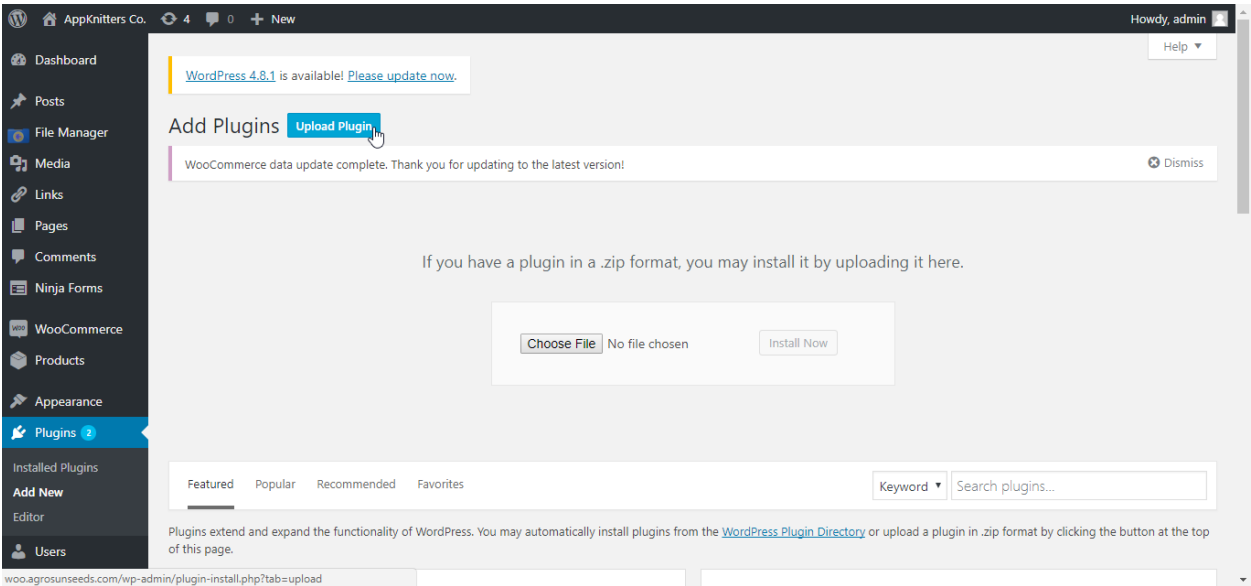 AppKnitters Co. 4 0 + New Howdy, admin
Help ▼
Dashboard
Posts
File Manager
Media
Links
Pages
Comments
Ninja Forms
WooCommerce
Products
Appearance
Plugins 2
Installed Plugins
Add New
Editor
Users
WordPress 4.8.1 is available! Please update now.
Add Plugins Upload Plugin
WooCommerce data update complete. Thank you for updating to the latest version! Dismiss
If you have a plugin in a .zip format, you may install it by uploading it here.
Choose File No file chosen Install Now
Featured Popular Recommended Favorites Keyword ▼ Search plugins...
Plugins extend and expand the functionality of WordPress. You may automatically install plugins from the WordPress Plugin Directory or upload a plugin in .zip format by clicking the button at the top
of this page.
woo.agrosunseeds.com/wp-admin/plugin-install.php?tab=upload